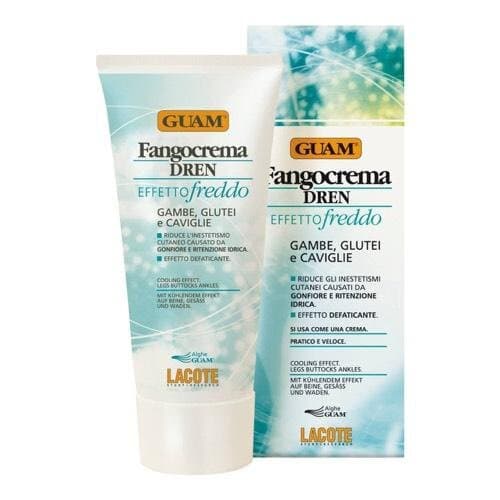 GUAM
Fangocrema
DREN
EFFETTO freddo
GAMBE, GLUTEI
e CAVIGLIE
RIDUCE L'INESTETISMO
CUTANEO CAUSATO DA
GONFIORE E RITENZIONE IDRICA.
EFFETTO DEFATICANTE.
COOLING EFFECT.
LEGS BUTTOCKS ANKLES.
MIT KÜHLENDEM EFFEKT
AUF BEINE, GESÄSS
UND WADEN.
Alghe
GUAM
LACOTE
GUAM
Fangocrema
DREN
EFFETTO freddo
GAMBE, GLUTEI
e CAVIGLIE
RIDUCE GLI INESTETISMI
CUTANEI CAUSATI DA
GONFIORE E RITENZIONE
IDRICA.
EFFETTO DEFATICANTE.
SI USA COME UNA CREMA.
PRATICO E VELOCE.
COOLING EFFECT.
LEGS BUTTOCKS ANKLES.
MIT KÜHLENDEM EFFEKT
AUF BEINE, GESÄSS
UND WADEN.
Alghe
GUAM
LACOTE